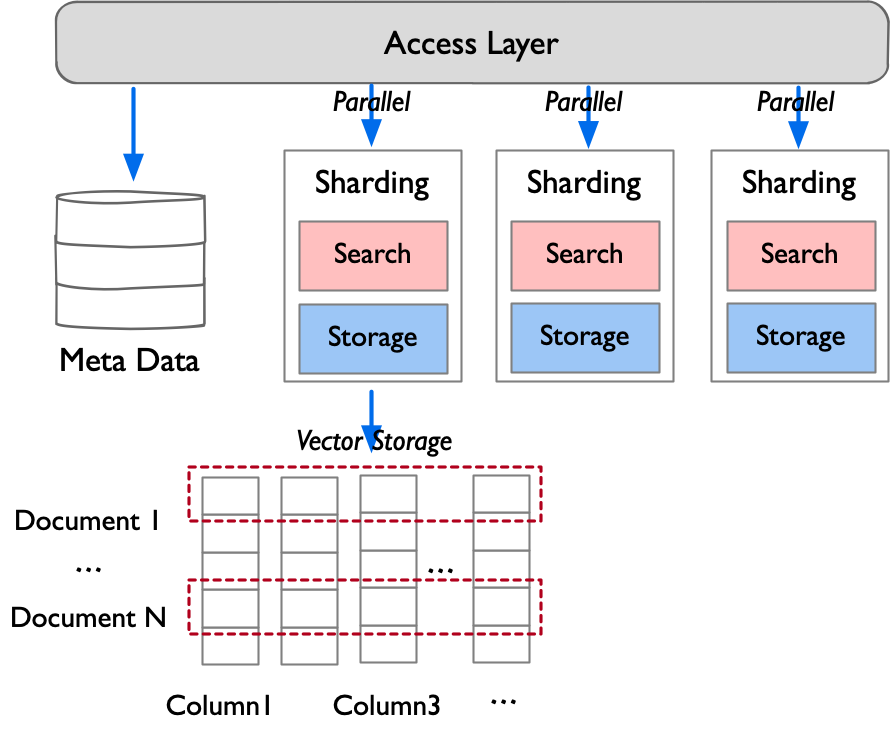 Access Layer
Parallel
Parallel
Parallel
Sharding
Sharding
Sharding
Search
Search
Search
Storage
Storage
Storage
Meta Data
Vector Storage
Document 1
...
...
Document N
Column1
Column3
...